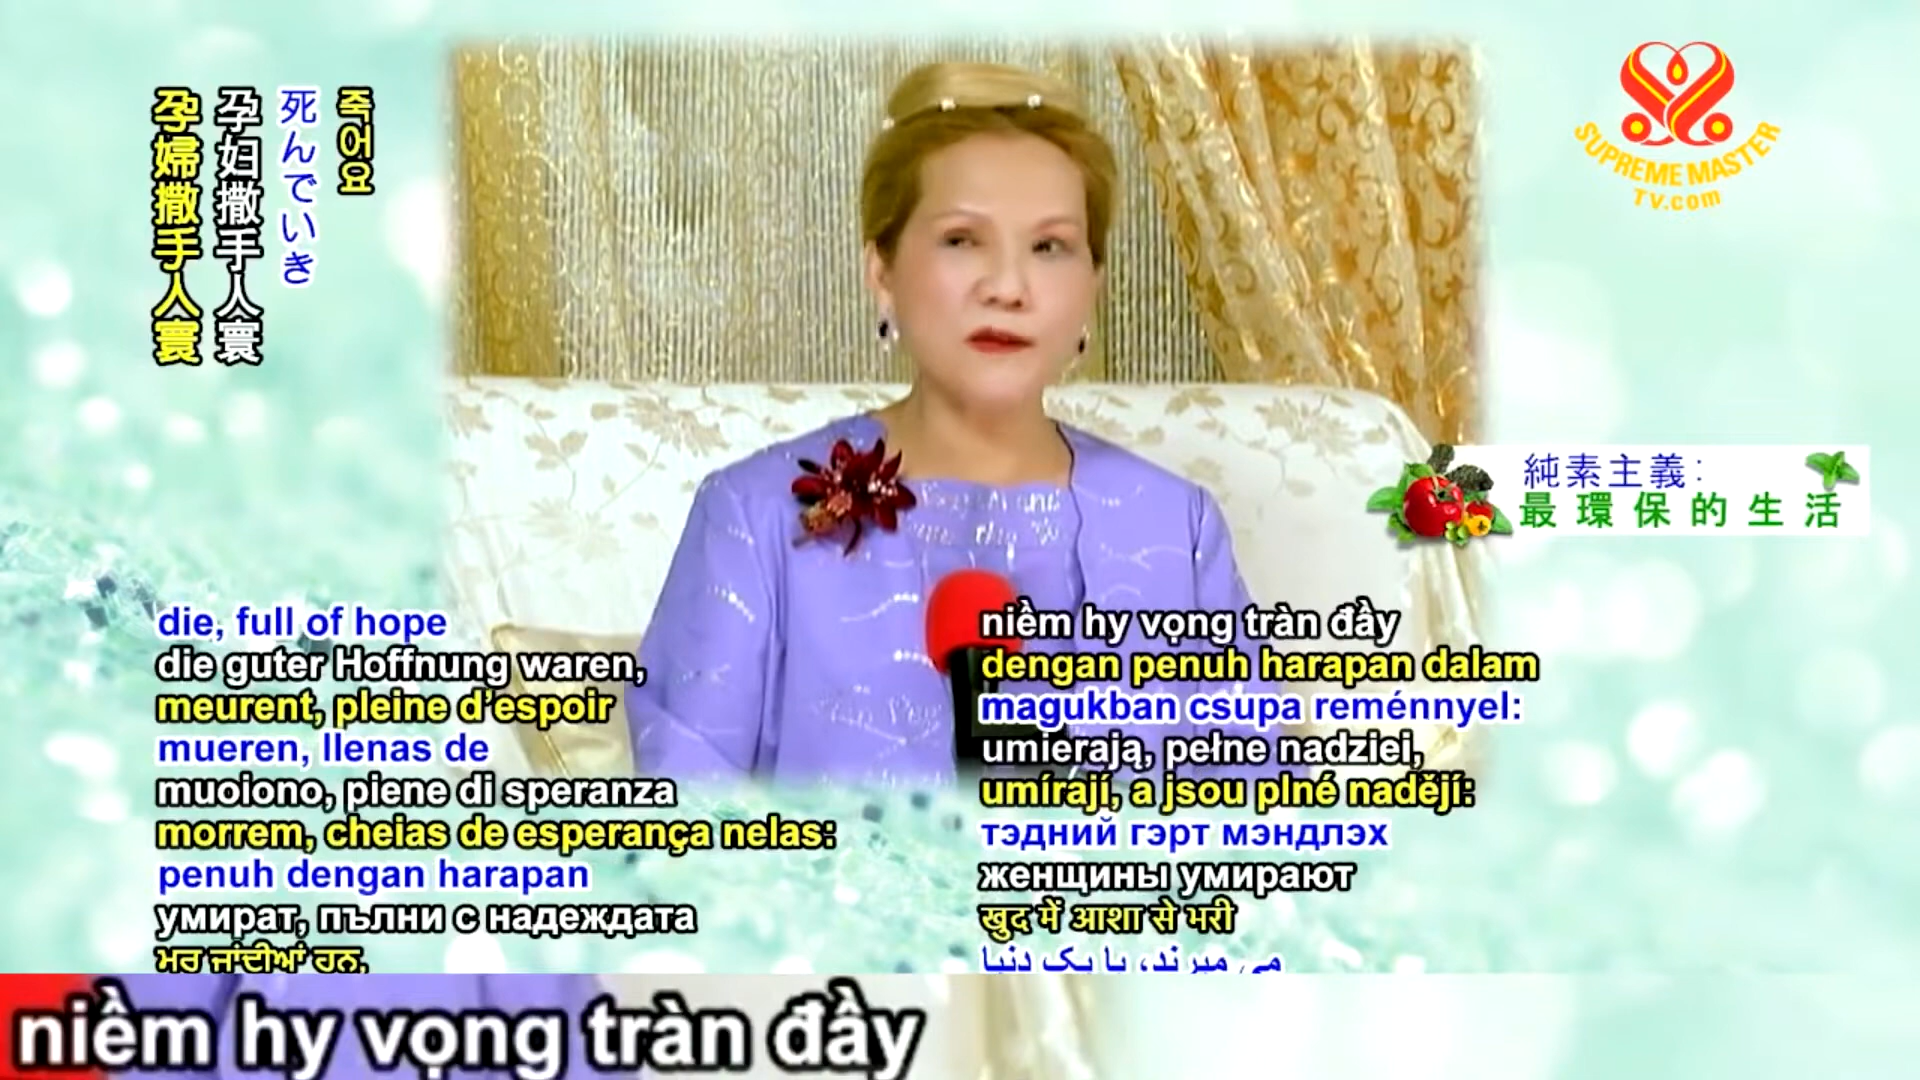 孕婦撒手人寰
孕妇撒手人寰
死んでいき
죽어요
SUPREME MASTER
TV.com
純素主義:
最環保的生活
die, full of hope
die guter Hoffnung waren,
meurent, pleine d’espoir
mueren, llenas de
muoiono, piene di speranza
morrem, cheias de esperança nelas:
penuh dengan harapan
умират, пълни с надеждата
ਮਰ ਜਾਂਦੀਆਂ ਹਨ,
niềm hy vọng tràn đầy
dengan penuh harapan dalam
magukban csupa reménnyel:
umierają, pełne nadziei,
umírají, a jsou plné nadějí:
тэдний гэрт мэндлэх
женщины умирают
खुद में आशा से भरी
می میرند، با یک دنیا
niềm hy vọng tràn đầy